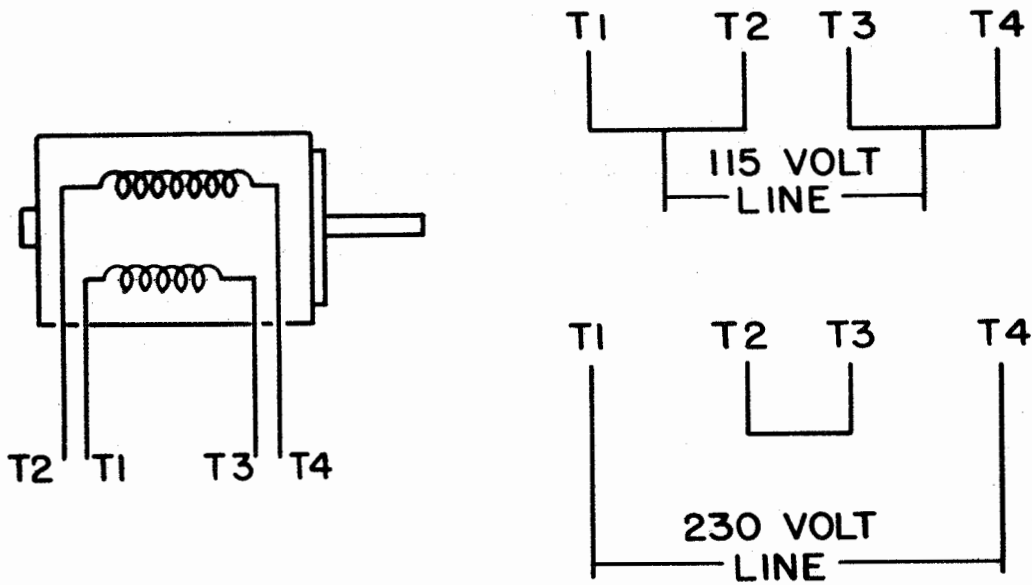 T1 T2 T3 T4
115 VOLT
LINE
T2 T1 T3 T4
T1 T2 T3 T4
230 VOLT
LINE